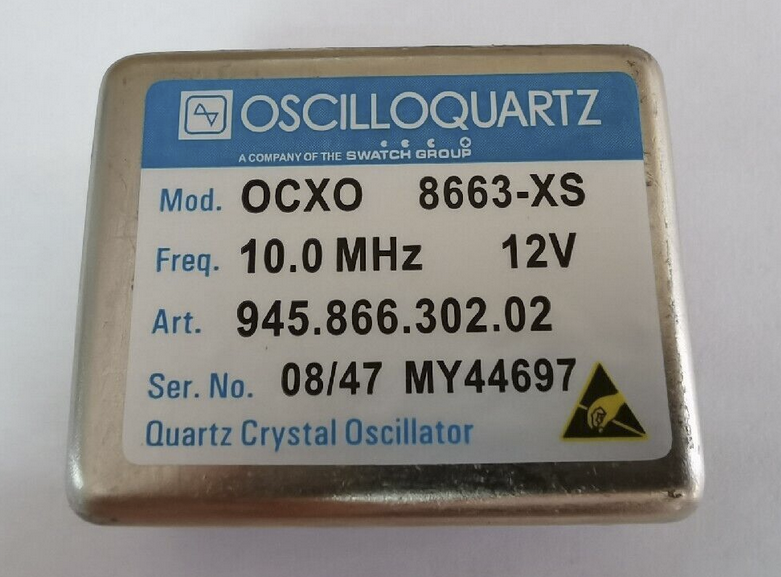 OSCILLOQUARTZ
A COMPANY OF THE SWATCH GROUP
Mod. OCXO 8663-XS
Freq. 10.0 MHz 12V
Art. 945.866.302.02
Ser. No. 08/47 MY44697
Quartz Crystal Oscillator